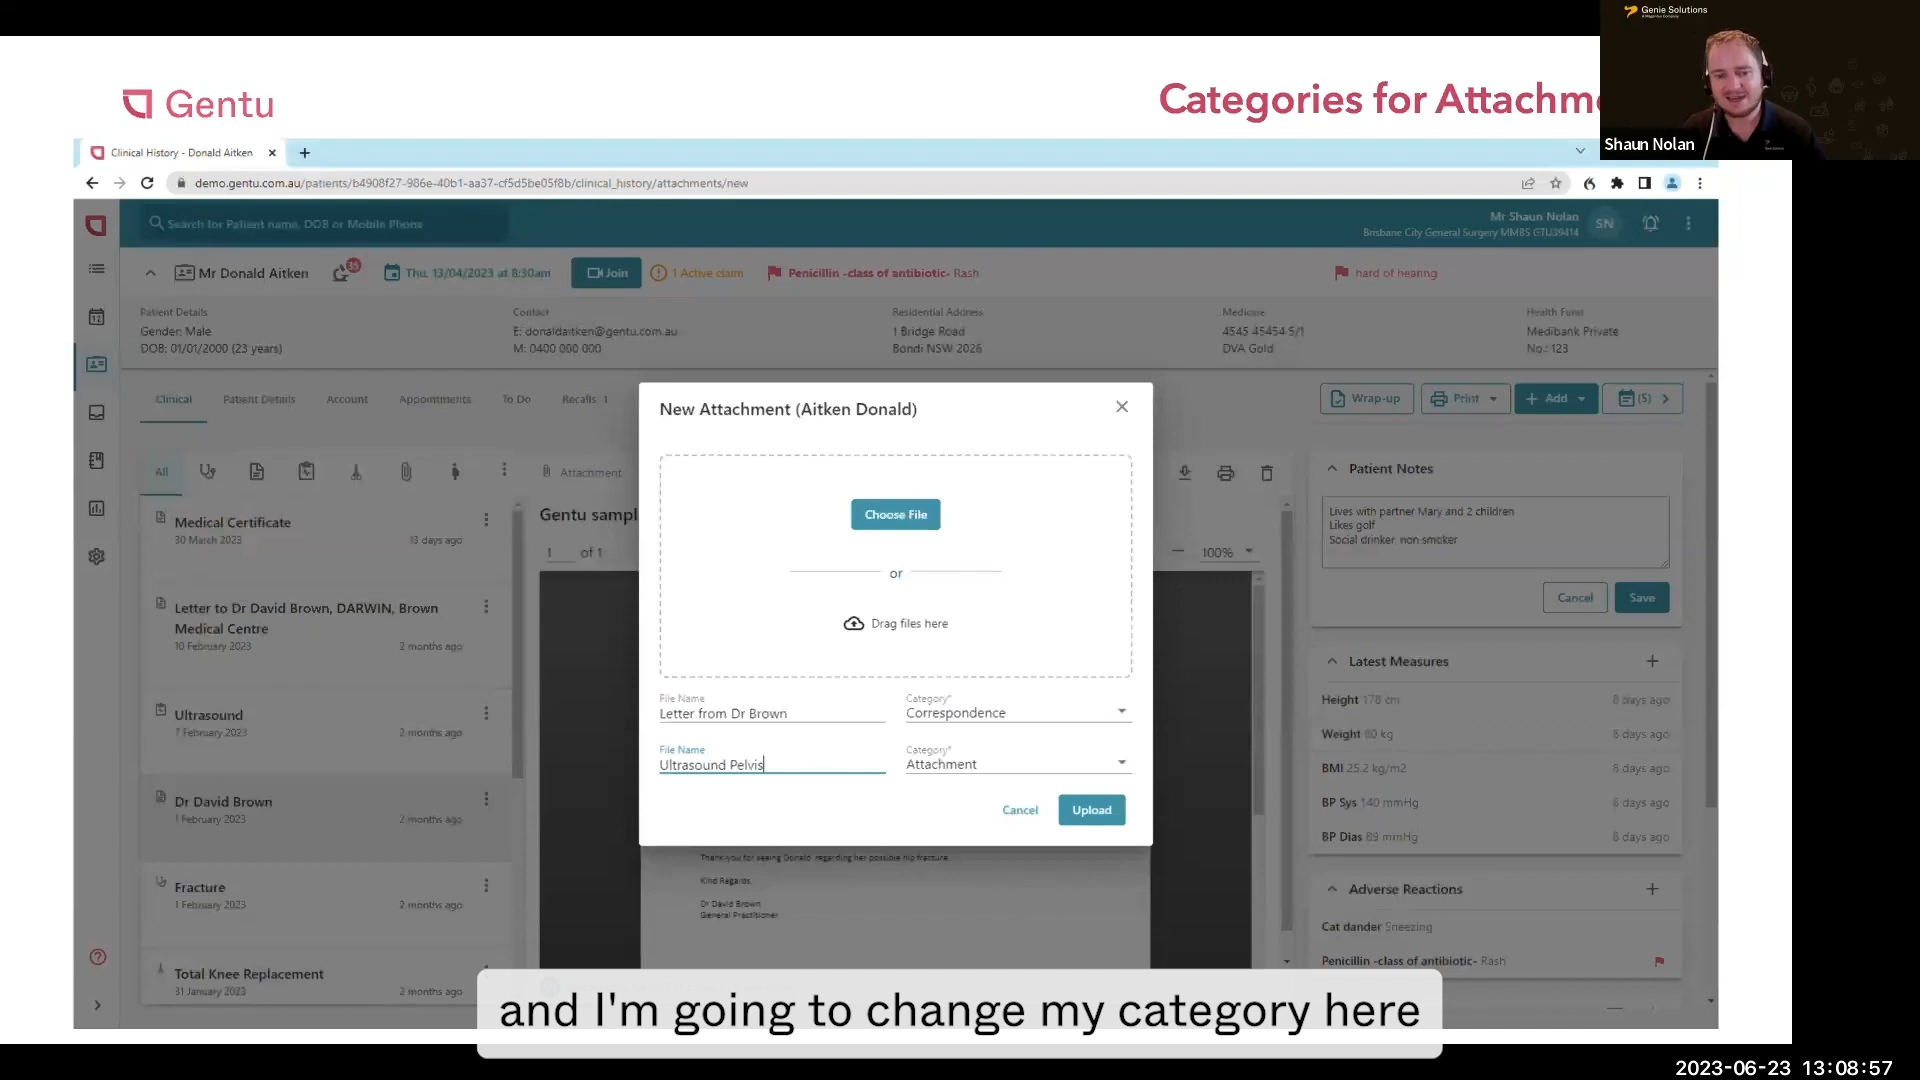 Genie Solutions
Shaun Nolan
Gentu
Categories for Attachm
Clinical History - Donald Aitken
demo.gentu.com.au/patients/b4908f27-986e-40b1-aa37-cf5d5be05f8b/clinical_history/attachments/new
Search for Patient name, DOB or Mobile Phone
Mr Shaun Nolan
Brisbane City General Surgery MMBS GTU39414
SN
Mr Donald Aitken
35
Thu, 13/04/2023 at 8:30am
Join
1 Active claim
Penicillin -class of antibiotic- Rash
hard of hearing
Patient Details
Gender: Male
DOB: 01/01/2000 (23 years)
Contact
E: donaldaitken@gentu.com.au
M: 0400 000 000
Residential Address
1 Bridge Road
Bondi NSW 2026
Medicare
4545 45454 5/1
DVA Gold
Health Fund
Medibank Private
No.: 123
Clinical
Patient Details
Account
Appointments
To Do
Recalls 1
Wrap-up
Print
Add
(5)
All
Attachment
Medical Certificate
30 March 2023
13 days ago
Letter to Dr David Brown, DARWIN, Brown
Medical Centre
10 February 2023
2 months ago
Ultrasound
7 February 2023
2 months ago
Dr David Brown
1 February 2023
2 months ago
Fracture
1 February 2023
2 months ago
Total Knee Replacement
31 January 2023
2 months ago
Gentu sampl
1 of 1
100%
New Attachment (Aitken Donald)
Choose File
or
Drag files here
File Name
Letter from Dr Brown
Category*
Correspondence
File Name
Ultrasound Pelvis
Category*
Attachment
Cancel
Upload
Thank you for seeing Donald regarding her possible hip fracture.
Kind Regards,
Dr David Brown
General Practitioner
Patient Notes
Lives with partner Mary and 2 children
Likes golf
Social drinker, non smoker
Cancel
Save
Latest Measures
Height 178 cm
8 days ago
Weight 80 kg
8 days ago
BMI 25.2 kg/m2
8 days ago
BP Sys 140 mmHg
8 days ago
BP Dias 89 mmHg
8 days ago
Adverse Reactions
Cat dander Sneezing
Penicillin -class of antibiotic- Rash
and I'm going to change my category here
2023-06-23 13:08:57